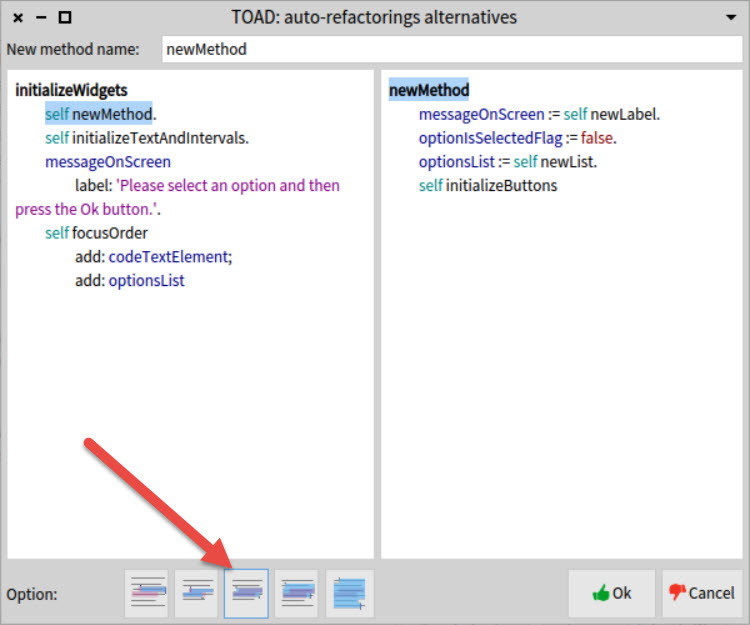 TOAD: auto-refactorings alternatives
New method name: newMethod
initializeWidgets
self newMethod.
self initializeTextAndIntervals.
messageOnScreen
label: 'Please select an option and then
press the Ok button.'.
self focusOrder
add: codeTextElement;
add: optionsList
newMethod
messageOnScreen := self newLabel.
optionIsSelectedFlag := false.
optionsList := self newList.
self initializeButtons
Option:
Ok
Cancel